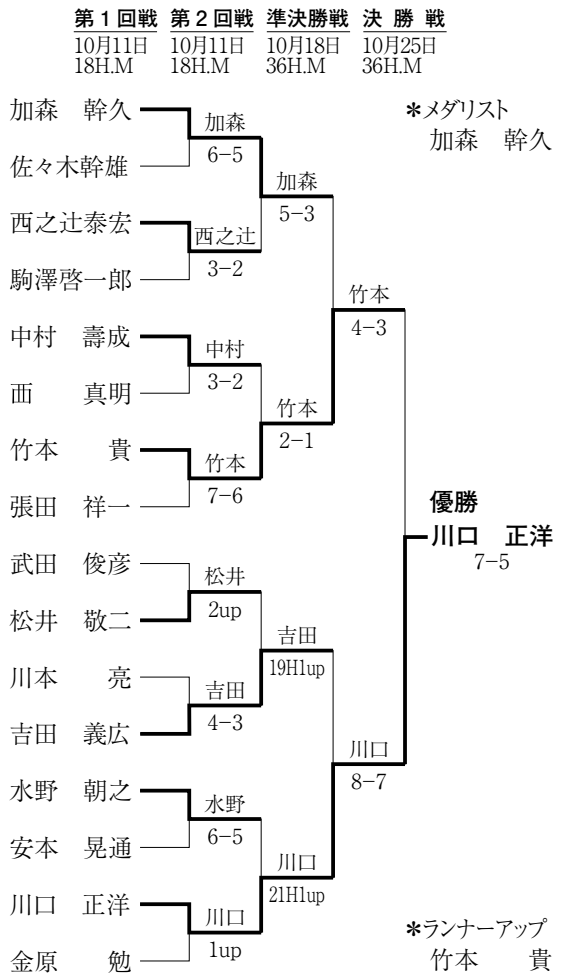 第1回戦 第2回戦 準決勝戦 決勝戦
10月11日 10月11日 10月18日 10月25日
18H.M 18H.M 36H.M 36H.M
加森 幹久
佐々木幹雄
西之辻泰宏
駒澤啓一郎
中村 壽成
面 真明
竹本 貴
張田 祥一
武田 俊彦
松井 敬二
川本 亮
吉田 義広
水野 朝之
安本 晃通
川口 正洋
金原 勉
加森
6−5
西之辻
3−2
中村
3−2
竹本
7−6
松井
2up
吉田
4−3
水野
6−5
川口
1up
加森
5−3
竹本
2−1
吉田
19H1up
川口
21H1up
竹本
4−3
川口
8−7
優勝
川口 正洋
7−5
*メダリスト
加森 幹久
*ランナーアップ
竹本 貴